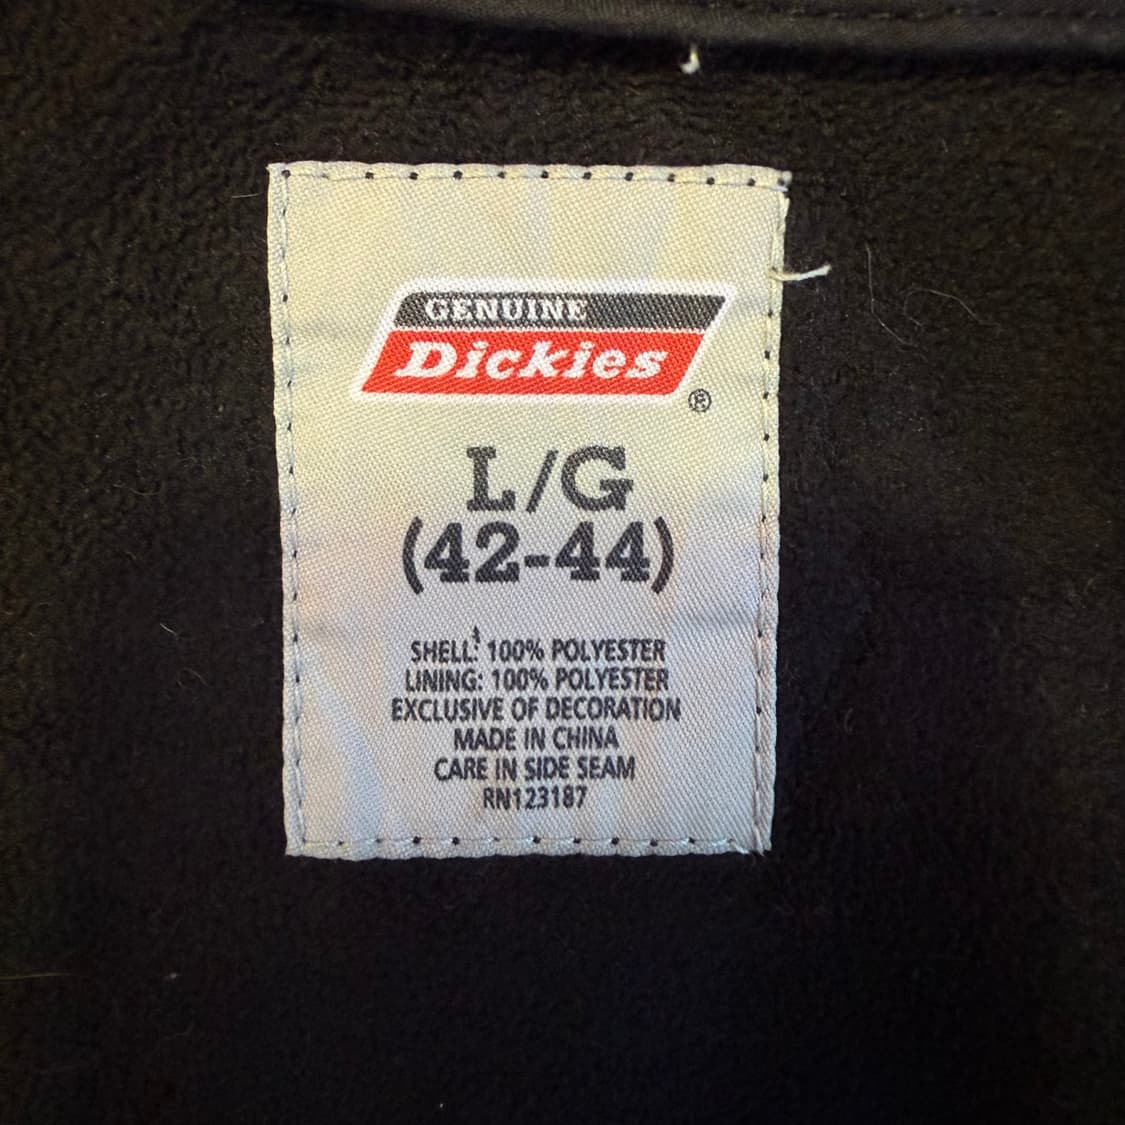 GENUINE
Dickies
®
L/G
(42-44)
SHELL: 100% POLYESTER
LINING: 100% POLYESTER
EXCLUSIVE OF DECORATION
MADE IN CHINA
CARE IN SIDE SEAM
RN123187